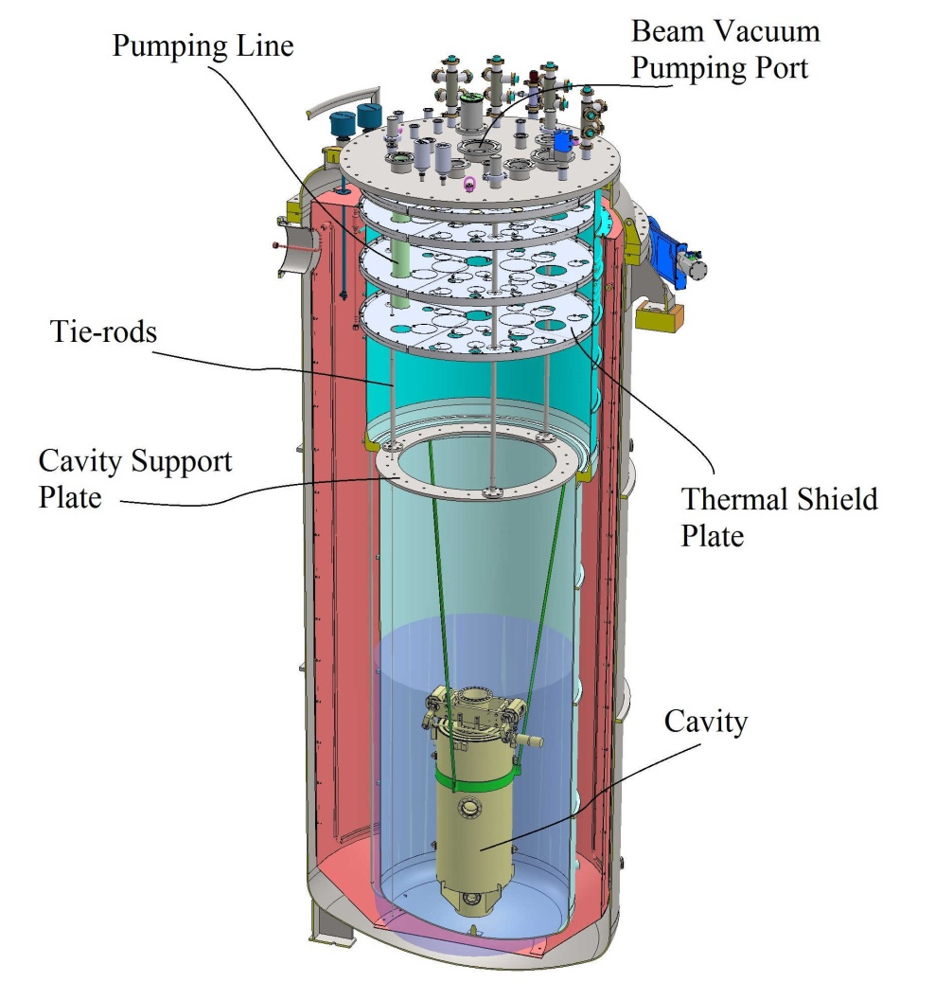 Pumping Line
Beam Vacuum
Pumping Port
Tie-rods
Cavity Support
Plate
Thermal Shield
Plate
Cavity